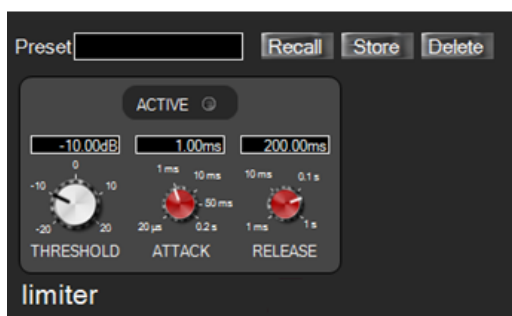 Preset Recall Store Delete
ACTIVE
-10.00dB 1.00ms 200.00ms
0 1 ms 10 ms 10 ms 0.1 s
-10 10 50 ms
-20 20 20 µs 0.2 s 1 ms 1 s
THRESHOLD ATTACK RELEASE
limiter